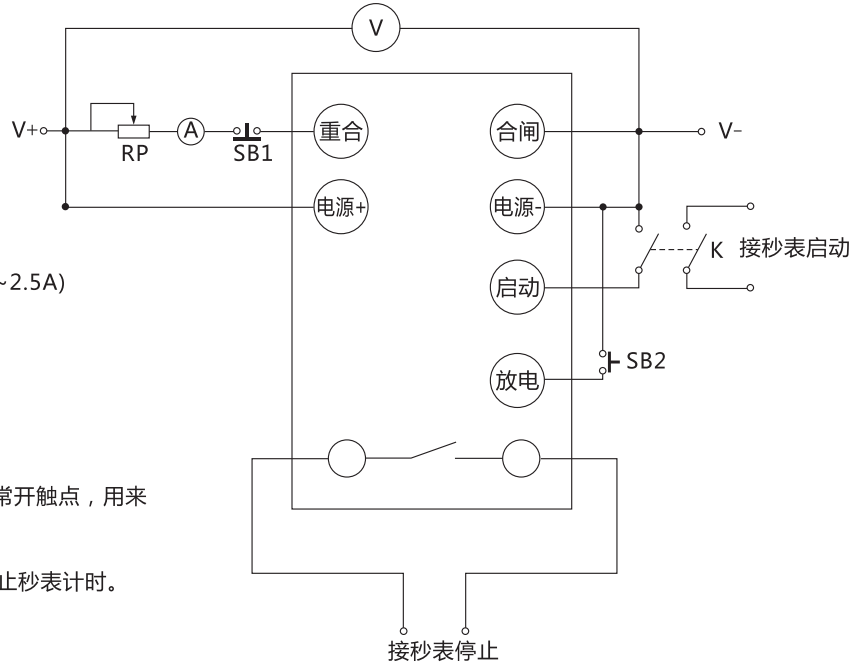 V
V+
RP
A
SB1
重合
合闸
V−
电源+
电源-
K
接秒表启动
~2.5A)
启动
SB2
放电
常开触点，用来
止秒表计时。
接秒表停止